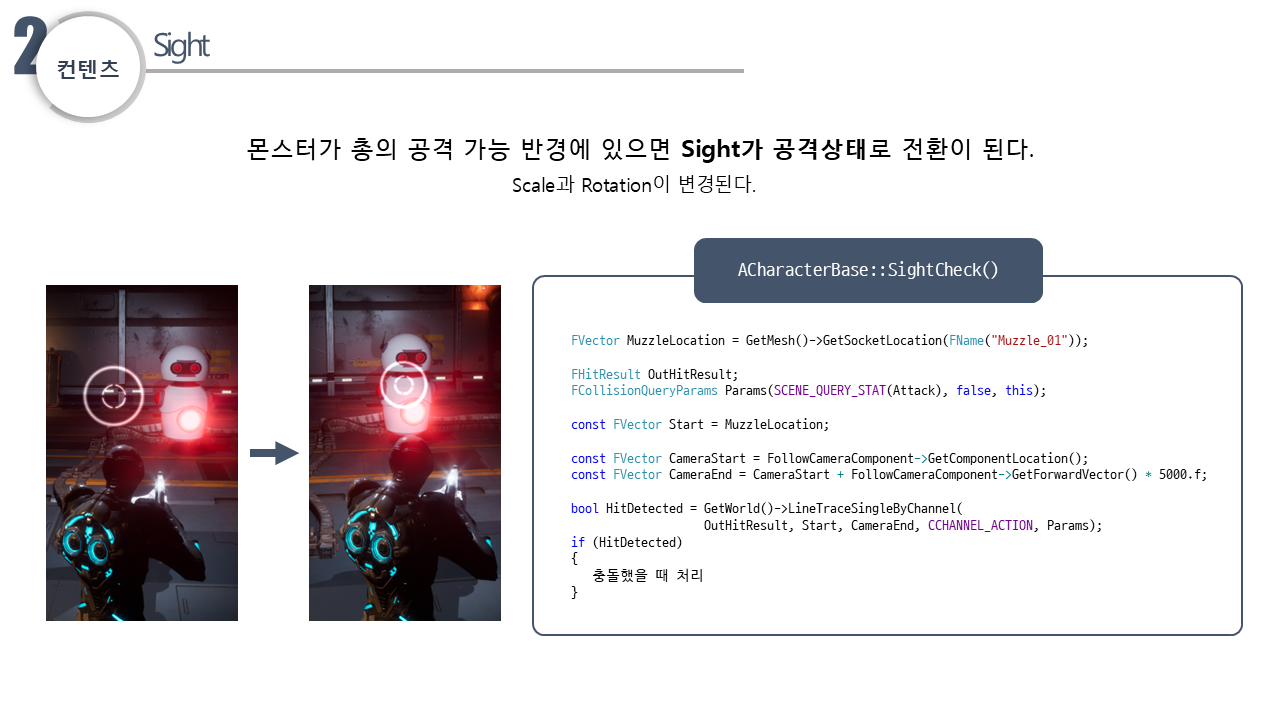 2
컨텐츠
Sight
몬스터가 총의 공격 가능 반경에 있으면 Sight가 공격상태로 전환이 된다.
Scale과 Rotation이 변경된다.
ACharacterBase::SightCheck()
FVector MuzzleLocation = GetMesh()->GetSocketLocation(FName("Muzzle_01"));
FHitResult OutHitResult;
FCollisionQueryParams Params(SCENE_QUERY_STAT(Attack), false, this);
const FVector Start = MuzzleLocation;
const FVector CameraStart = FollowCameraComponent->GetComponentLocation();
const FVector CameraEnd = CameraStart + FollowCameraComponent->GetForwardVector() * 5000.f;
bool HitDetected = GetWorld()->LineTraceSingleByChannel(
OutHitResult, Start, CameraEnd, CCHANNEL_ACTION, Params);
if (HitDetected)
{
충돌했을 때 처리
}